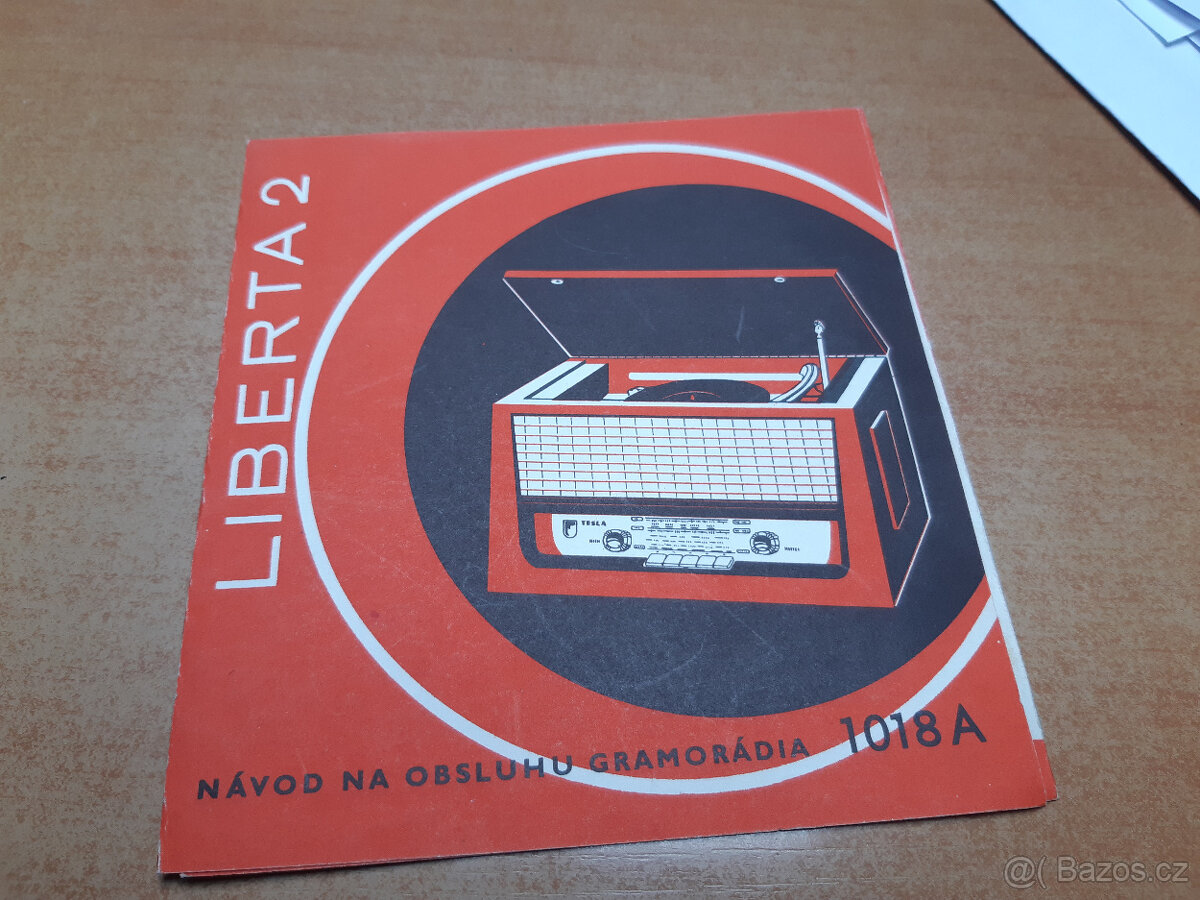 LIBERTA 2
TESLA
NÁVOD NA OBSLUHU GRAMORÁDIA 1018 A
@( Bazos.cz